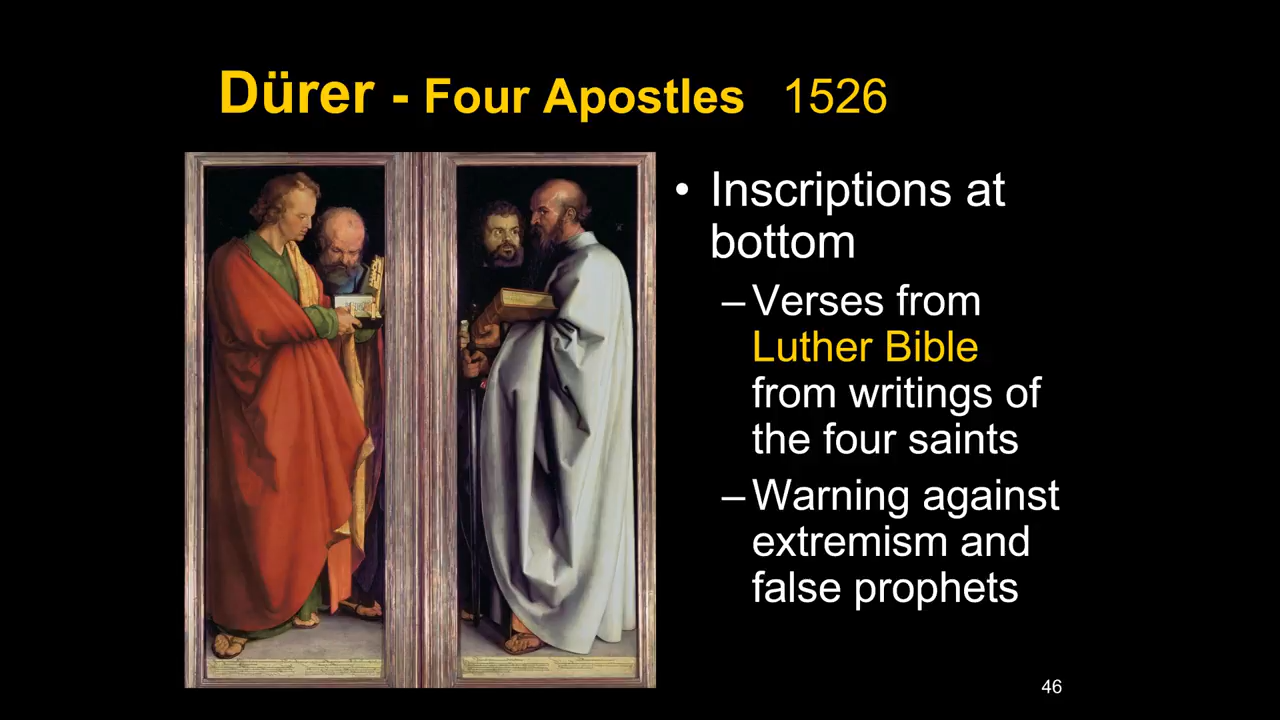 Dürer - Four Apostles 1526
• Inscriptions at
bottom
–Verses from
Luther Bible
from writings of
the four saints
–Warning against
extremism and
false prophets
46